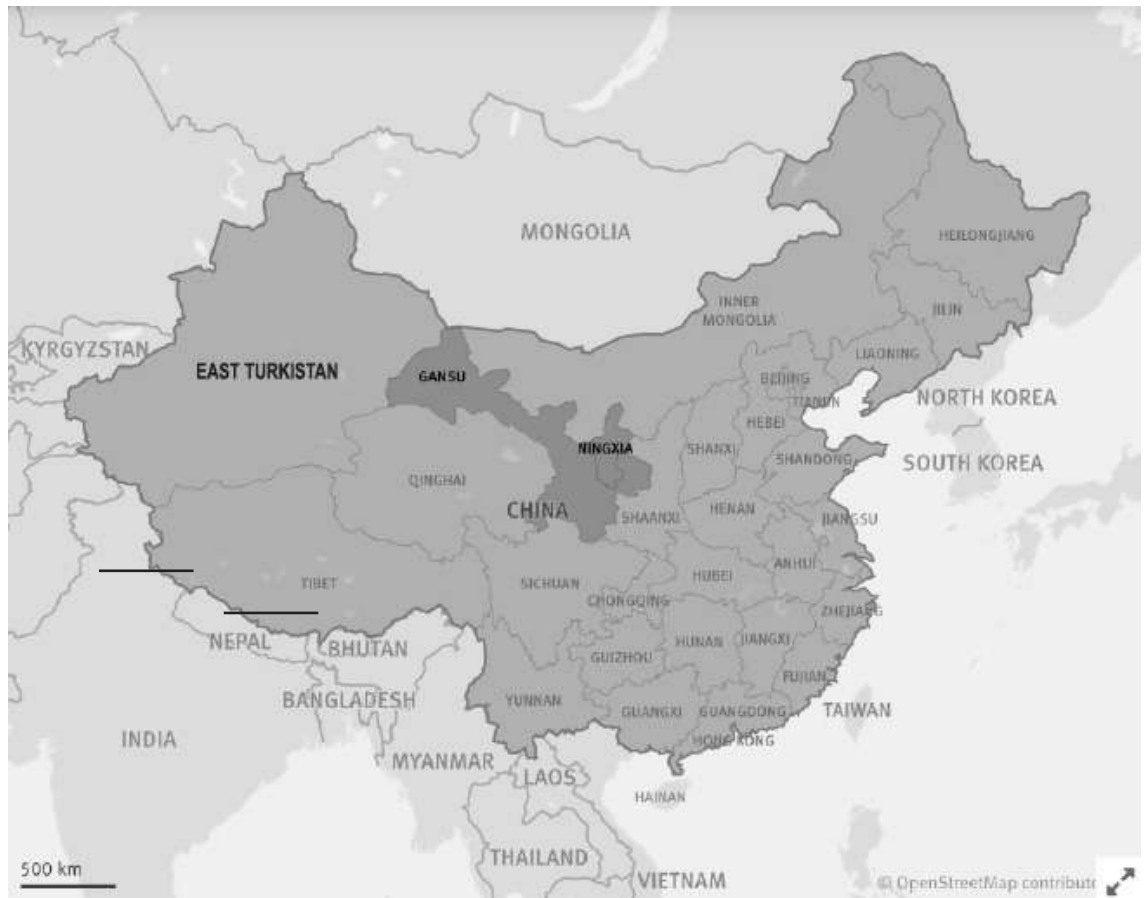 MONGOLIA
HEILONGJIANG
INNER
MONGOLIA
JILIN
KYRGYZSTAN
LIAONING
EAST TURKISTAN
GANSU
BEIJING
TIANJIN
NORTH KOREA
HEBEI
NINGXIA
SHANXI
SHANDONG
SOUTH KOREA
QINGHAI
CHINA
HENAN
SHAANXI
JIANGSU
ANHUI
TIBET
SICHUAN
HUBEI
CHONGQING
ZHEJIANG
NEPAL
BHUTAN
HUNAN
JIANGXI
GUIZHOU
FUJIAN
BANGLADESH
YUNNAN
GUANGXI
GUANGDONG
TAIWAN
INDIA
HONG KONG
MYANMAR
LAOS
HAINAN
THAILAND
500 km
VIETNAM
© OpenStreetMap contribut